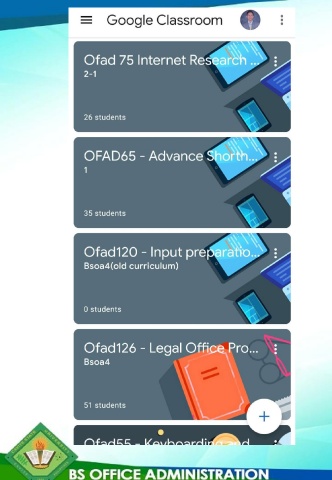 Google Classroom
Ofad 75 Internet Research ...
2-1
26 students
OFAD65 - Advance Shorth...
1
35 students
Ofad120 - Input preparatio...
Bsoa4(old curriculum)
0 students
Ofad126 - Legal Office Pro...
Bsoa4
51 students
Ofad55 - Keyboarding and
BS OFFICE ADMINISTRATION